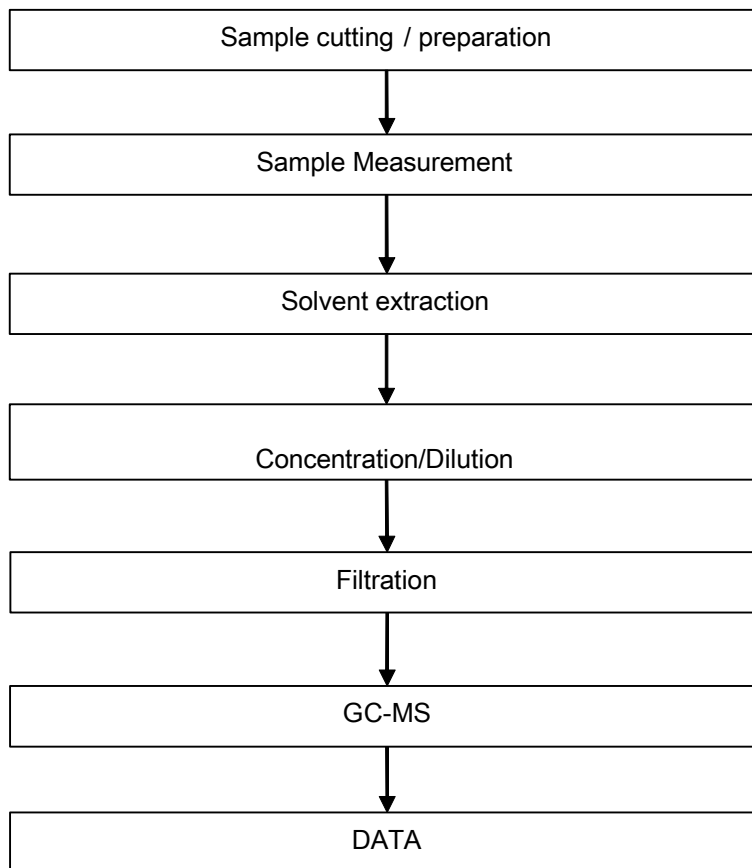 Sample cutting / preparation
Sample Measurement
Solvent extraction
Concentration/Dilution
Filtration
GC-MS
DATA